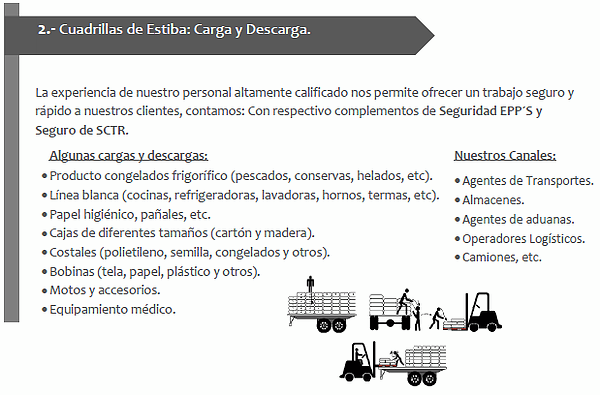 2.- Cuadrillas de Estiba: Carga y Descarga.
La experiencia de nuestro personal altamente calificado nos permite ofrecer un trabajo seguro y
rápido a nuestros clientes, contamos: Con respectivo complementos de Seguridad EPP´S y
Seguro de SCTR.
Algunas cargas y descargas:
• Producto congelados frigorífico (pescados, conservas, helados, etc).
• Línea blanca (cocinas, refrigeradoras, lavadoras, hornos, termas, etc).
• Papel higiénico, pañales, etc.
• Cajas de diferentes tamaños (cartón y madera).
• Costales (polietileno, semilla, congelados y otros).
• Bobinas (tela, papel, plástico y otros).
• Motos y accesorios.
• Equipamiento médico.
Nuestros Canales:
• Agentes de Transportes.
• Almacenes.
• Agentes de aduanas.
• Operadores Logísticos.
• Camiones, etc.